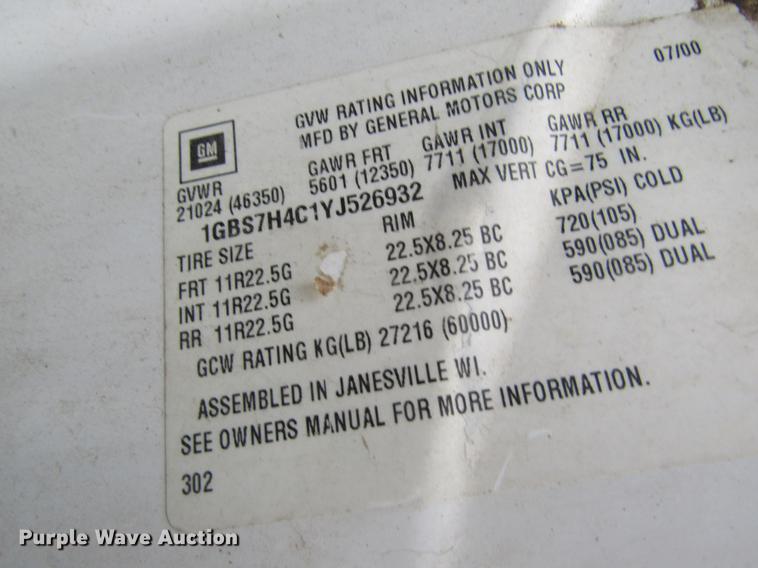 07/00
GVW RATING INFORMATION ONLY
MFD BY GENERAL MOTORS CORP
GM
GVWR GAWR FRT GAWR INT GAWR RR
21024 (46350) 5601 (12350) 7711 (17000) 7711 (17000) KG(LB)
1GBS7H4C1YJ526932 MAX VERT CG=75 IN.
TIRE SIZE RIM KPA(PSI) COLD
FRT 11R22.5G 22.5X8.25 BC 720(105)
INT 11R22.5G 22.5X8.25 BC 590(085) DUAL
RR 11R22.5G 22.5X8.25 BC 590(085) DUAL
GCW RATING KG(LB) 27216 (60000)
ASSEMBLED IN JANESVILLE WI.
SEE OWNERS MANUAL FOR MORE INFORMATION.
302
Purple Wave Auction